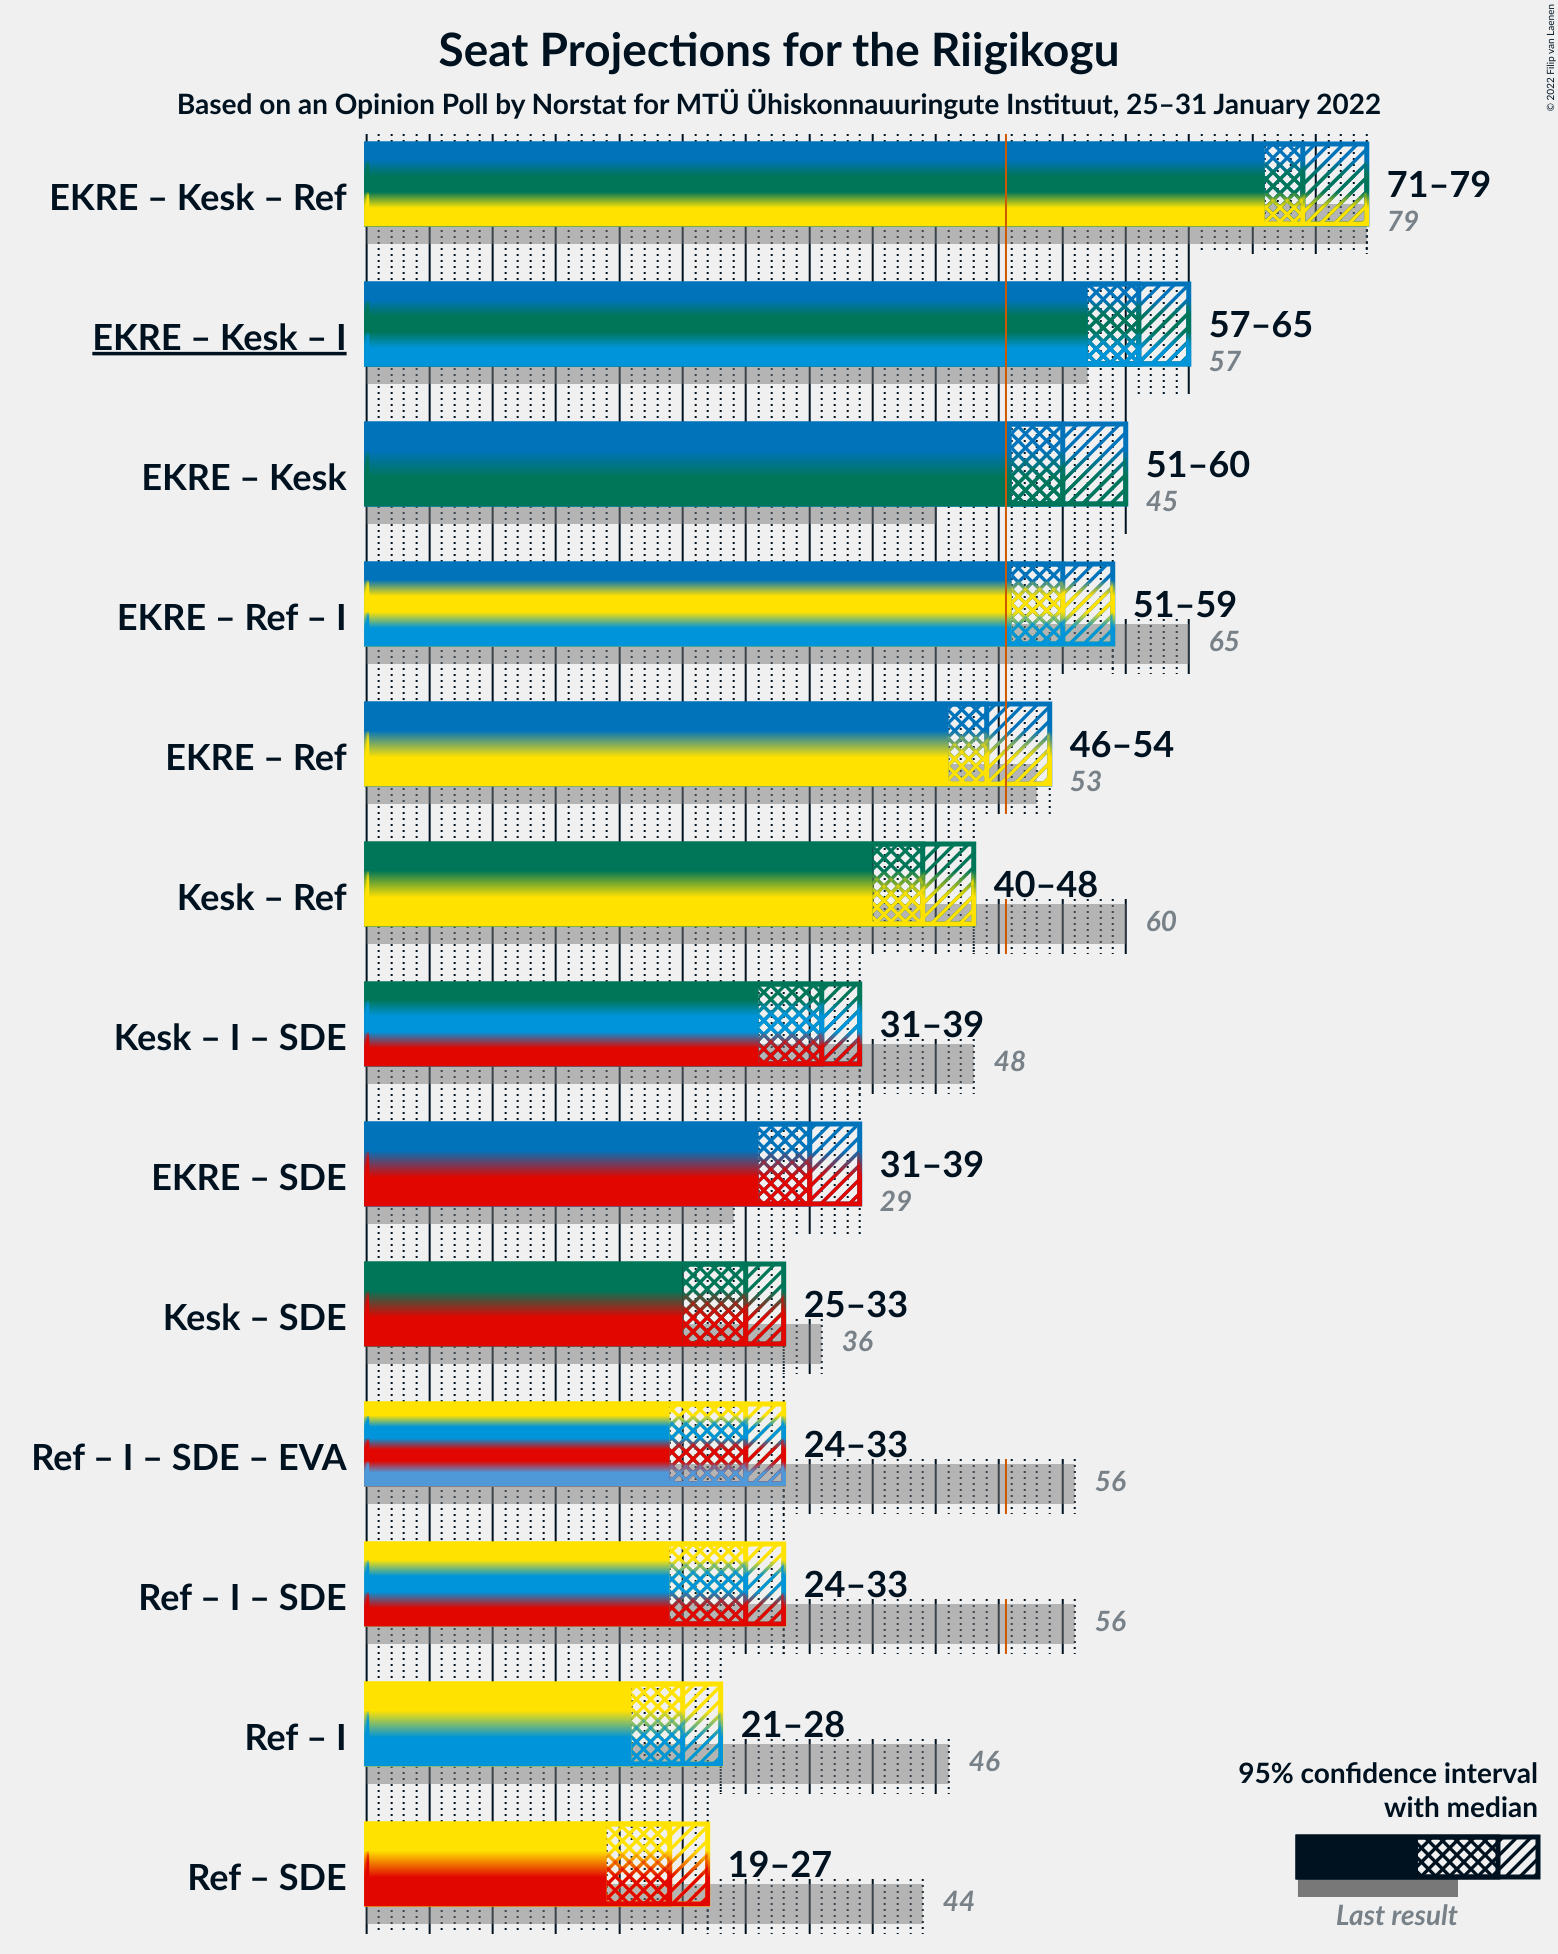 Seat Projections for the Riigikogu
Based on an Opinion Poll by Norstat for MTÜ Ühiskonnauuringute Instituut, 25–31 January 2022
© 2022 Filip van Laenen
EKRE – Kesk – Ref
71–79
79
EKRE – Kesk – I
57–65
57
EKRE – Kesk
51–60
45
EKRE – Ref – I
51–59
65
EKRE – Ref
46–54
53
Kesk – Ref
40–48
60
Kesk – I – SDE
31–39
48
EKRE – SDE
31–39
29
Kesk – SDE
25–33
36
Ref – I – SDE – EVA
24–33
56
Ref – I – SDE
24–33
56
Ref – I
21–28
46
Ref – SDE
19–27
44
95% confidence interval
with median
Last result